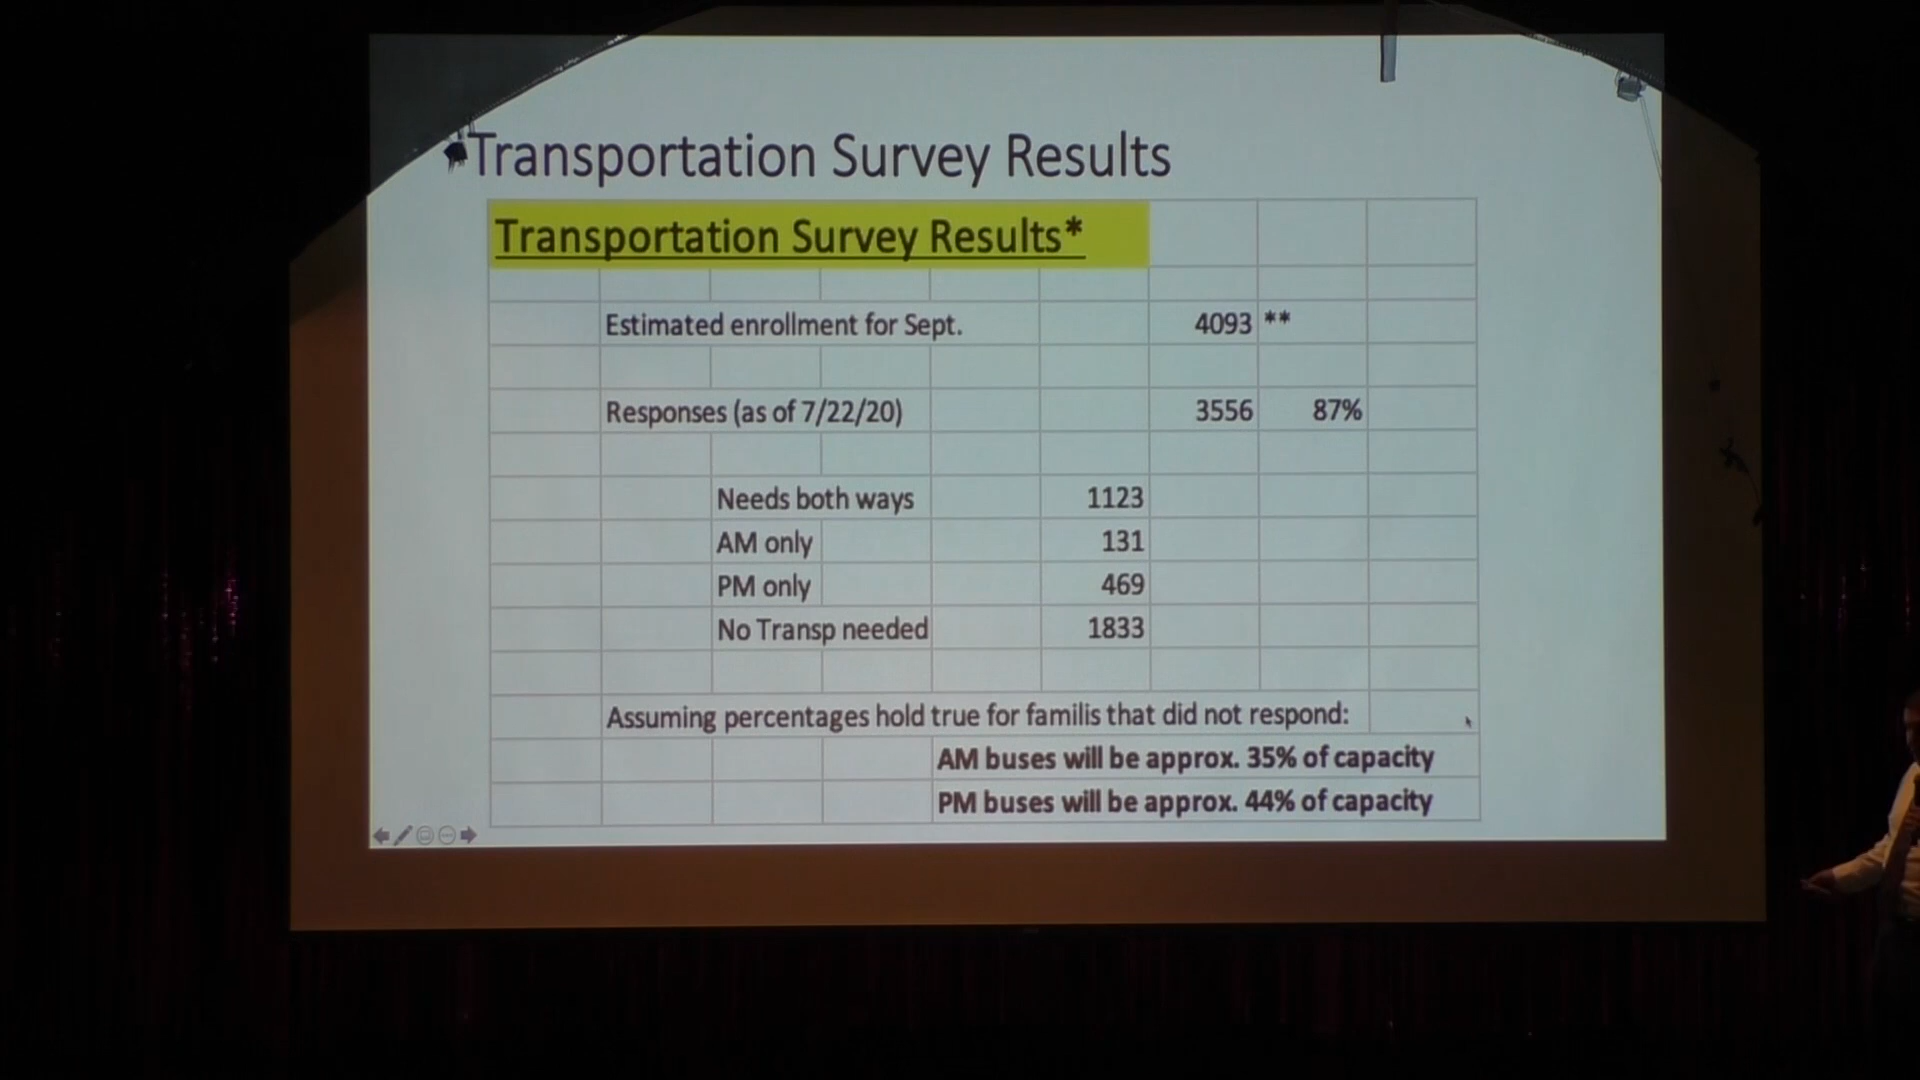 Transportation Survey Results
Transportation Survey Results*
Estimated enrollment for Sept. 4093 **
Responses (as of 7/22/20) 3556 87%
Needs both ways 1123
AM only 131
PM only 469
No Transp needed 1833
Assuming percentages hold true for familis that did not respond:
AM buses will be approx. 35% of capacity
PM buses will be approx. 44% of capacity